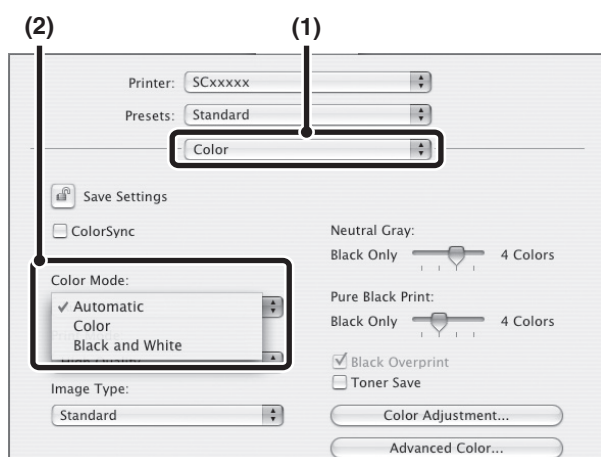 (2)
(1)
Printer: SCxxxxx
Presets: Standard
Color
Save Settings
ColorSync
Color Mode:
Automatic
Color
Black and White
Image Type:
Standard
Neutral Gray:
Black Only 4 Colors
Pure Black Print:
Black Only 4 Colors
Black Overprint
Toner Save
Color Adjustment...
Advanced Color...